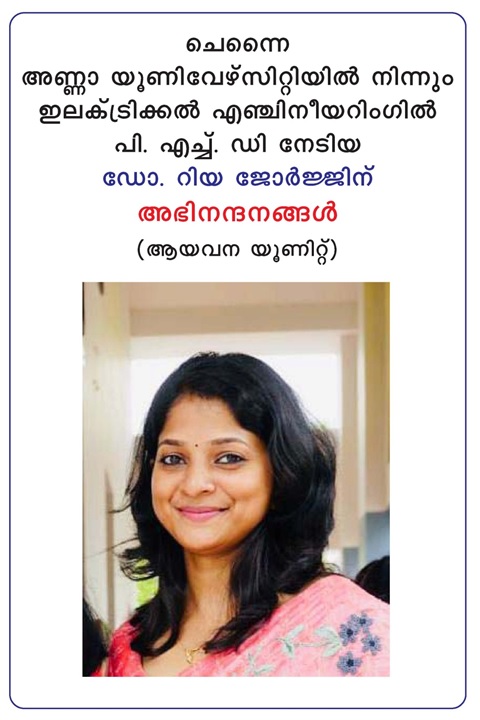 ചെന്നൈ
അണ്ണാ യൂണിവേഴ്സിറ്റിയിൽ നിന്നും
ഇലക്ട്രിക്കൽ എഞ്ചിനീയറിംഗിൽ
പി. എച്ച്. ഡി നേടിയ
ഡോ. റിയ ജോർജ്ജിന്
അഭിനന്ദനങ്ങൾ
(ആയവന യൂണിറ്റ്)